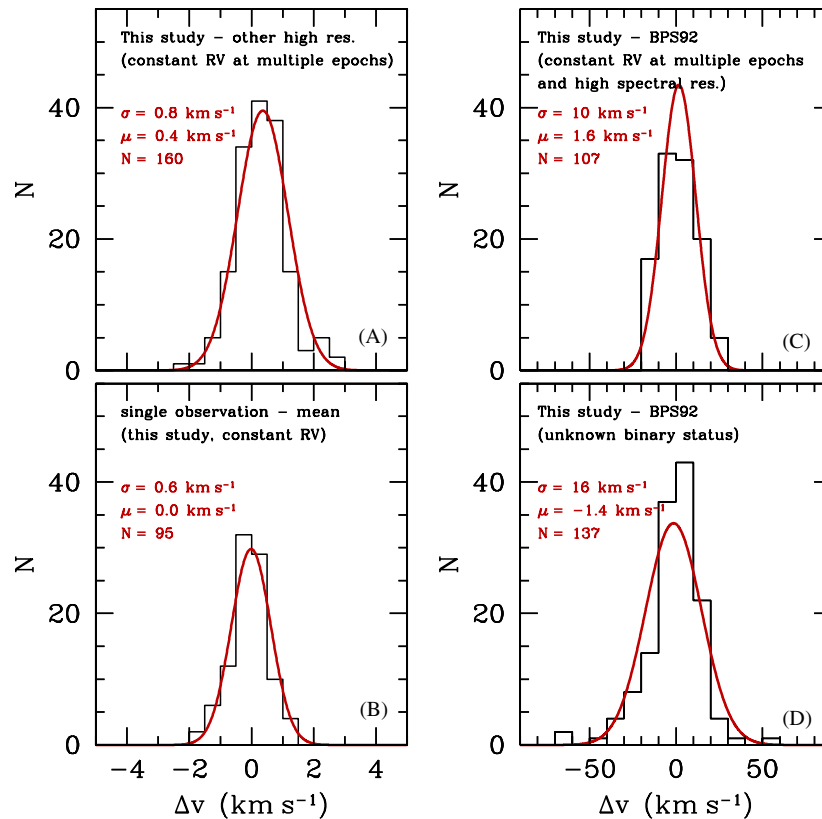 This study – other high res.
(constant RV at multiple epochs)
σ = 0.8 km s⁻¹
μ = 0.4 km s⁻¹
N = 160
N
40
20
0
(A)
This study – BPS92
(constant RV at multiple epochs
and high spectral res.)
σ = 10 km s⁻¹
μ = 1.6 km s⁻¹
N = 107
N
40
20
0
(C)
single observation – mean
(this study, constant RV)
σ = 0.6 km s⁻¹
μ = 0.0 km s⁻¹
N = 95
N
40
20
0
(B)
−4 −2 0 2 4
Δv (km s⁻¹)
This study – BPS92
(unknown binary status)
σ = 16 km s⁻¹
μ = −1.4 km s⁻¹
N = 137
N
40
20
0
(D)
−50 0 50
Δv (km s⁻¹)